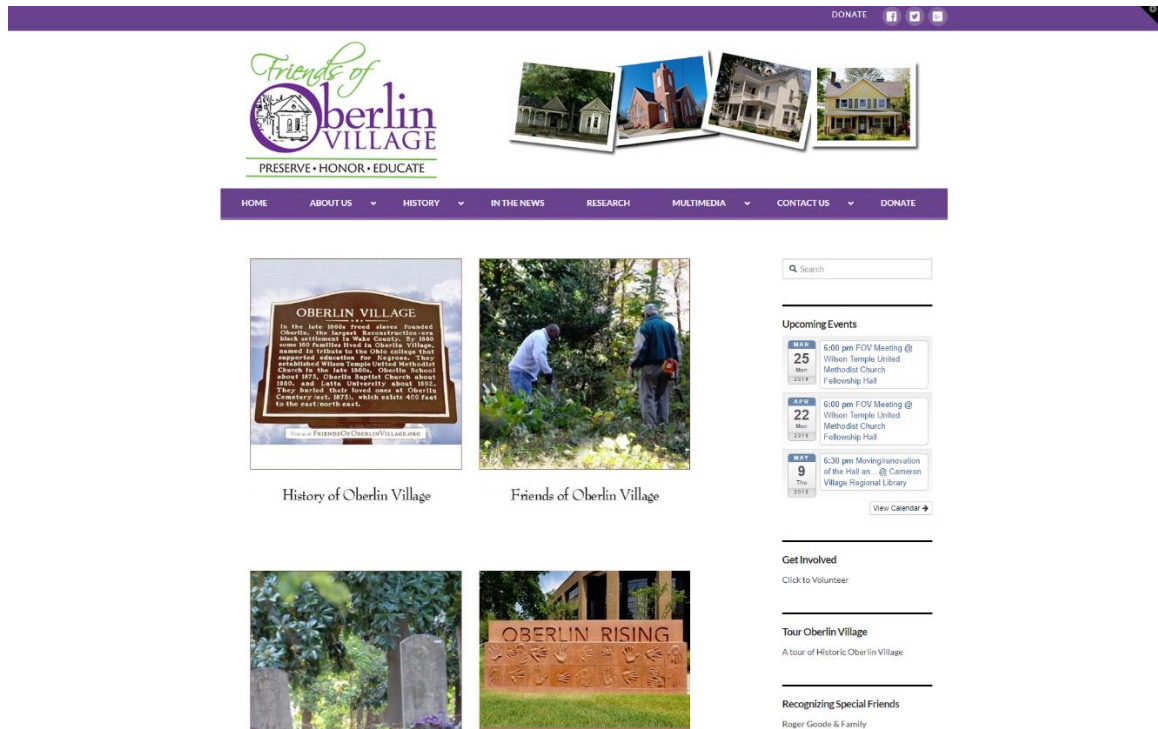 DONATE
Friends of
Oberlin
VILLAGE
PRESERVE • HONOR • EDUCATE
HOME ABOUT US HISTORY IN THE NEWS RESEARCH MULTIMEDIA CONTACT US DONATE
OBERLIN VILLAGE
In the late 1860s freed slaves founded
Oberlin, the largest Reconstruction-era
black settlement in Wake County. By 1880
some 160 families lived in Oberlin Village,
named in tribute to the Ohio college that
supported education for Negroes. They
established Wilson Temple United Methodist
Church in the late 1860s, Oberlin School
about 1873, Oberlin Baptist Church about
1880, and Latta University about 1892.
They buried their loved ones at Oberlin
Cemetery (est. 1873), which exists 400 feet
to the east/north east.
Visit us at FRIENDSOFOBERLINVILLAGE.ORG
History of Oberlin Village
Friends of Oberlin Village
OBERLIN RISING
Search
Upcoming Events
MAR
25
Mon
2019
6:00 pm FOV Meeting @
Wilson Temple United
Methodist Church
Fellowship Hall
APR
22
Mon
2019
6:00 pm FOV Meeting @
Wilson Temple United
Methodist Church
Fellowship Hall
MAY
9
Thu
2019
6:30 pm Moving/renovation
of the Hall an... @ Cameron
Village Regional Library
View Calendar
Get Involved
Click to Volunteer
Tour Oberlin Village
A tour of Historic Oberlin Village
Recognizing Special Friends
Roger Goode & Family